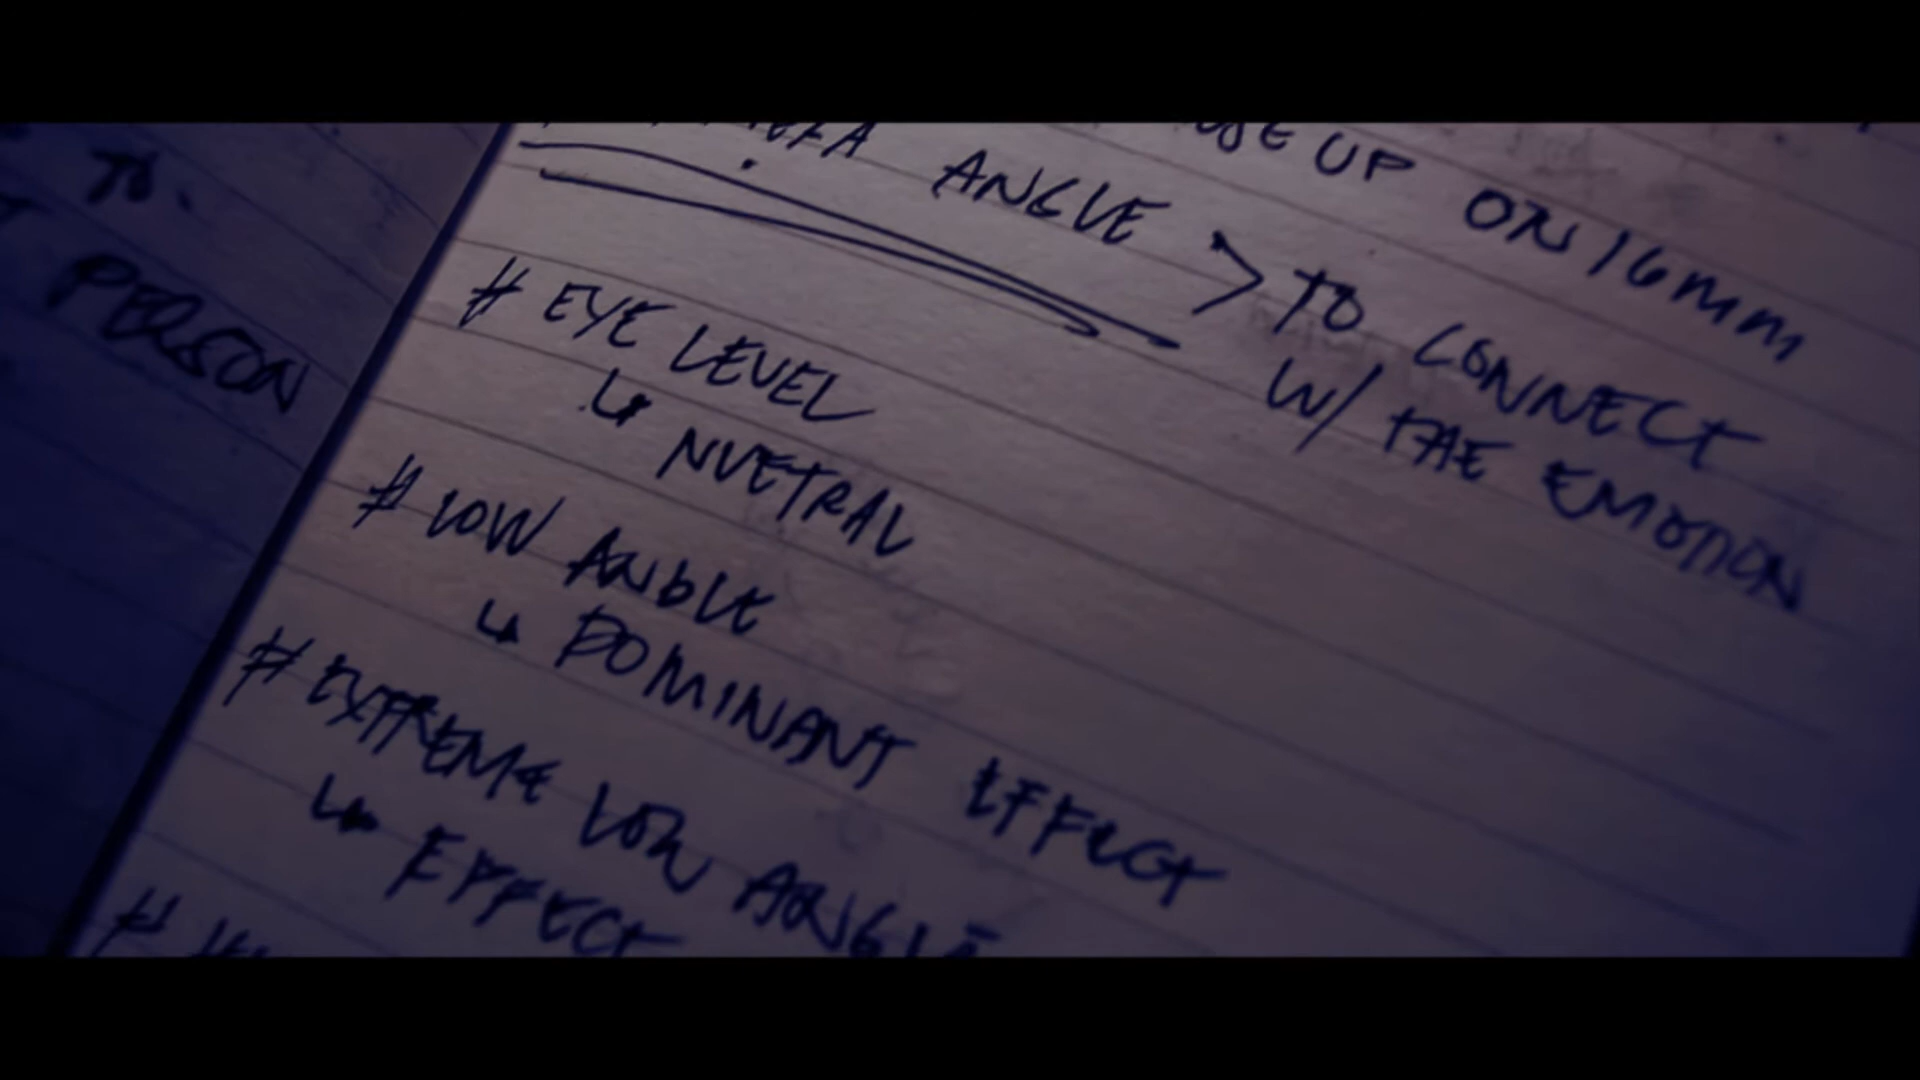 TO.
PERSON
ANGLE
UP ON 16mm
> TO CONNECT
W/ THE EMOTION
# EYE LEVEL
↳ NUETRAL
# LOW ANGLE
↳ DOMINANT EFFECT
# EXTREME LOW ANGLE
↳ EFFECT
#